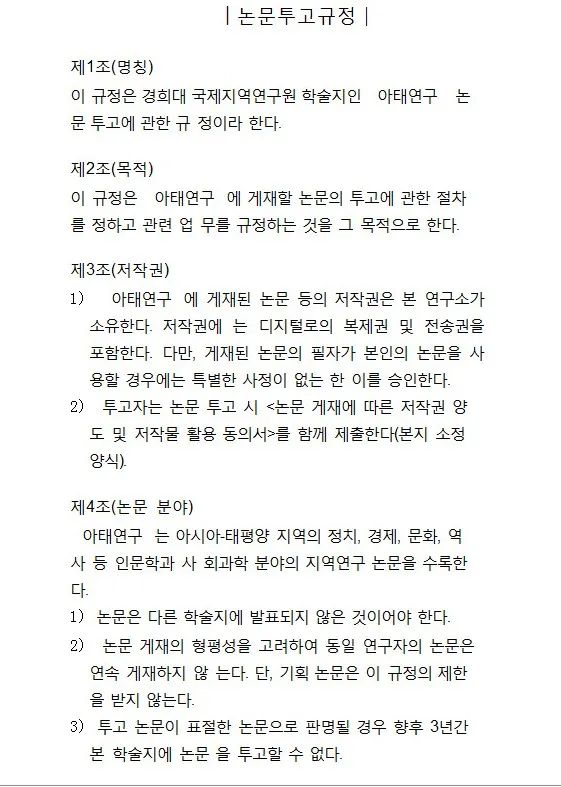 | 논문투고규정 |
제1조(명칭)
이 규정은 경희대 국제지역연구원 학술지인 아태연구 논
문 투고에 관한 규 정이라 한다.
제2조(목적)
이 규정은 아태연구 에 게재할 논문의 투고에 관한 절차
를 정하고 관련 업 무를 규정하는 것을 그 목적으로 한다.
제3조(저작권)
1) 아태연구 에 게재된 논문 등의 저작권은 본 연구소가
소유한다. 저작권에 는 디지털로의 복제권 및 전송권을
포함한다. 다만, 게재된 논문의 필자가 본인의 논문을 사
용할 경우에는 특별한 사정이 없는 한 이를 승인한다.
2) 투고자는 논문 투고 시 <논문 게재에 따른 저작권 양
도 및 저작물 활용 동의서>를 함께 제출한다(본지 소정
양식).
제4조(논문 분야)
아태연구 는 아시아-태평양 지역의 정치, 경제, 문화, 역
사 등 인문학과 사 회과학 분야의 지역연구 논문을 수록한
다.
1) 논문은 다른 학술지에 발표되지 않은 것이어야 한다.
2) 논문 게재의 형평성을 고려하여 동일 연구자의 논문은
연속 게재하지 않 는다. 단, 기획 논문은 이 규정의 제한
을 받지 않는다.
3) 투고 논문이 표절한 논문으로 판명될 경우 향후 3년간
본 학술지에 논문 을 투고할 수 없다.